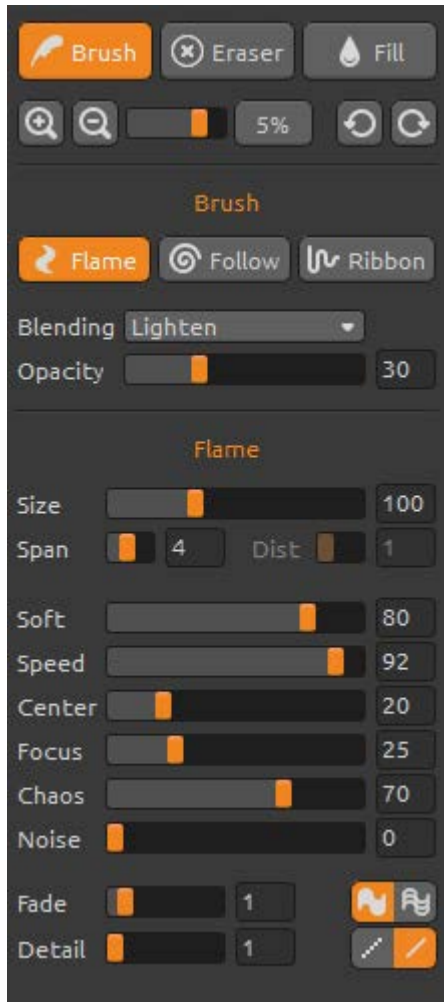 Brush Eraser Fill
5%
Brush
Flame Follow Ribbon
Blending Lighten
Opacity 30
Flame
Size 100
Span 4 Dist 1
Soft 80
Speed 92
Center 20
Focus 25
Chaos 70
Noise 0
Fade 1
Detail 1